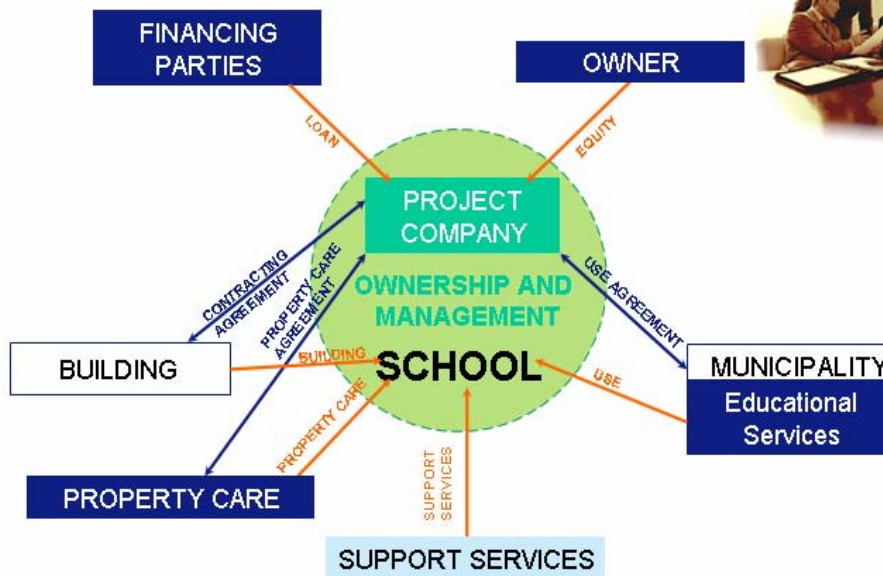 FINANCING
PARTIES
OWNER
LOAN
EQUITY
PROJECT
COMPANY
CONTRACTING
AGREEMENT
PROPERTY CARE
AGREEMENT
USE AGREEMENT
OWNERSHIP AND
MANAGEMENT
BUILDING
BUILDING
SCHOOL
USE
MUNICIPALITY
Educational
Services
PROPERTY CARE
PROPERTY CARE
SUPPORT
SERVICES
SUPPORT SERVICES